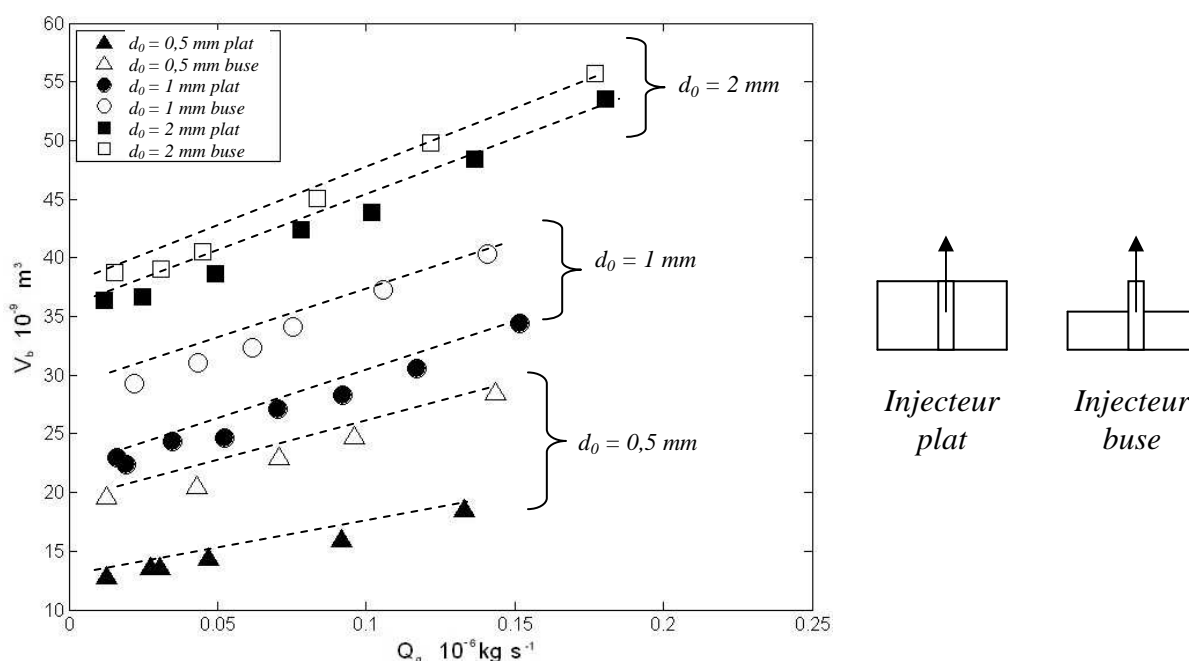 60
55
50
45
40
35
30
25
20
15
10
V_b 10⁻⁹ m³
d₀ = 0,5 mm plat
d₀ = 0,5 mm buse
d₀ = 1 mm plat
d₀ = 1 mm buse
d₀ = 2 mm plat
d₀ = 2 mm buse
d₀ = 2 mm
d₀ = 1 mm
d₀ = 0,5 mm
0 0.05 0.1 0.15 0.2 0.25
10⁻⁶ kg s⁻¹
Injecteur
plat
Injecteur
buse